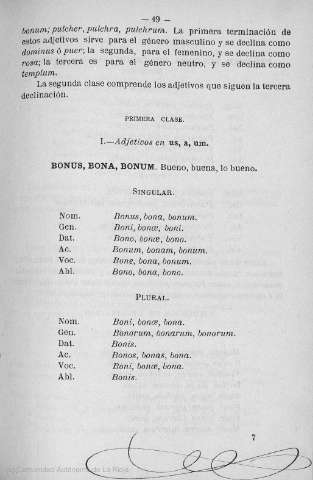 — 49 —
bonum; pulcher, pulchra, pulchrum. La primera terminación de
estos adjetivos sirve para el género masculino y se declina como
dominus ó puer; la segunda, para el femenino, y se declina como
rosa; la tercera es para el género neutro, y se declina como
templum.
La segunda clase comprende los adjetivos que siguen la tercera
declinación.
PRIMERA CLASE.
I.—Adjetivos en us, a, um.
BONUS, BONA, BONUM. Bueno, buena, lo bueno.
SINGULAR.
Nom. Bonus, bona, bonum.
Gen. Boni, bonæ, boni.
Dat. Bono, bonæ, bono.
Ac. Bonum, bonam, bonum.
Voc. Bone, bona, bonum.
Abl. Bono, bona, bono.
PLURAL.
Nom. Boni, bonæ, bona.
Gen. Bonorum, bonarum, bonorum.
Dat. Bonis.
Ac. Bonos, bonas, bona.
Voc. Boni, bonæ, bona.
Abl. Bonis.
7
(c) Comunidad Autónoma de La Rioja